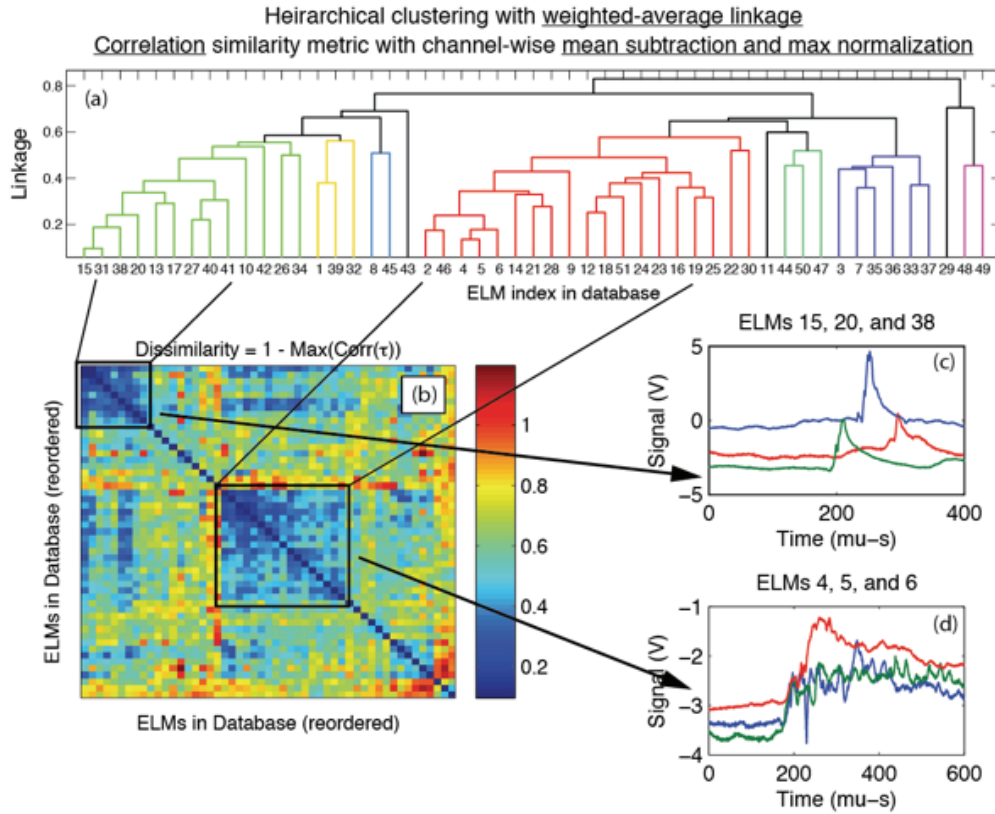 Heirarchical clustering with weighted-average linkage
Correlation similarity metric with channel-wise mean subtraction and max normalization
(a)
Linkage
0.8
0.6
0.4
0.2
15 31 38 20 13 17 27 40 41 10 42 26 34 1 39 32 8 45 43 2 46 4 5 6 14 21 28 9 12 18 51 24 23 16 19 25 22 30 11 44 50 47 3 7 35 36 33 37 29 48 49
ELM index in database
Dissimilarity = 1 - Max(Corr(τ))
(b)
ELMs in Database (reordered)
ELMs in Database (reordered)
1
0.8
0.6
0.4
0.2
ELMs 15, 20, and 38
(c)
Signal (V)
5
0
−5
0 200 400
Time (mu−s)
ELMs 4, 5, and 6
(d)
Signal (V)
−1
−2
−3
−4
0 200 400 600
Time (mu−s)